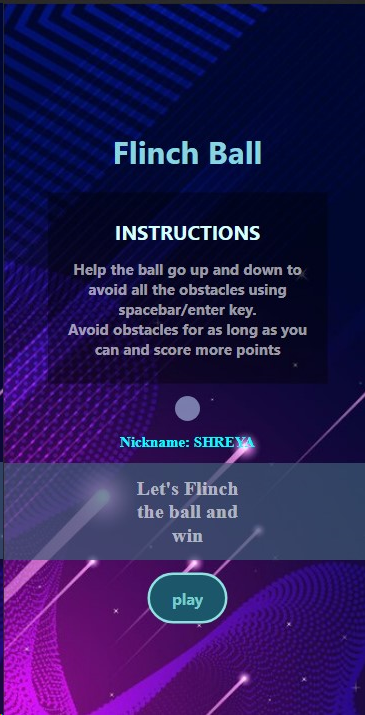 Flinch Ball
INSTRUCTIONS
Help the ball go up and down to
avoid all the obstacles using
spacebar/enter key.
Avoid obstacles for as long as you
can and score more points
Nickname: SHREYA
Let's Flinch
the ball and
win
play